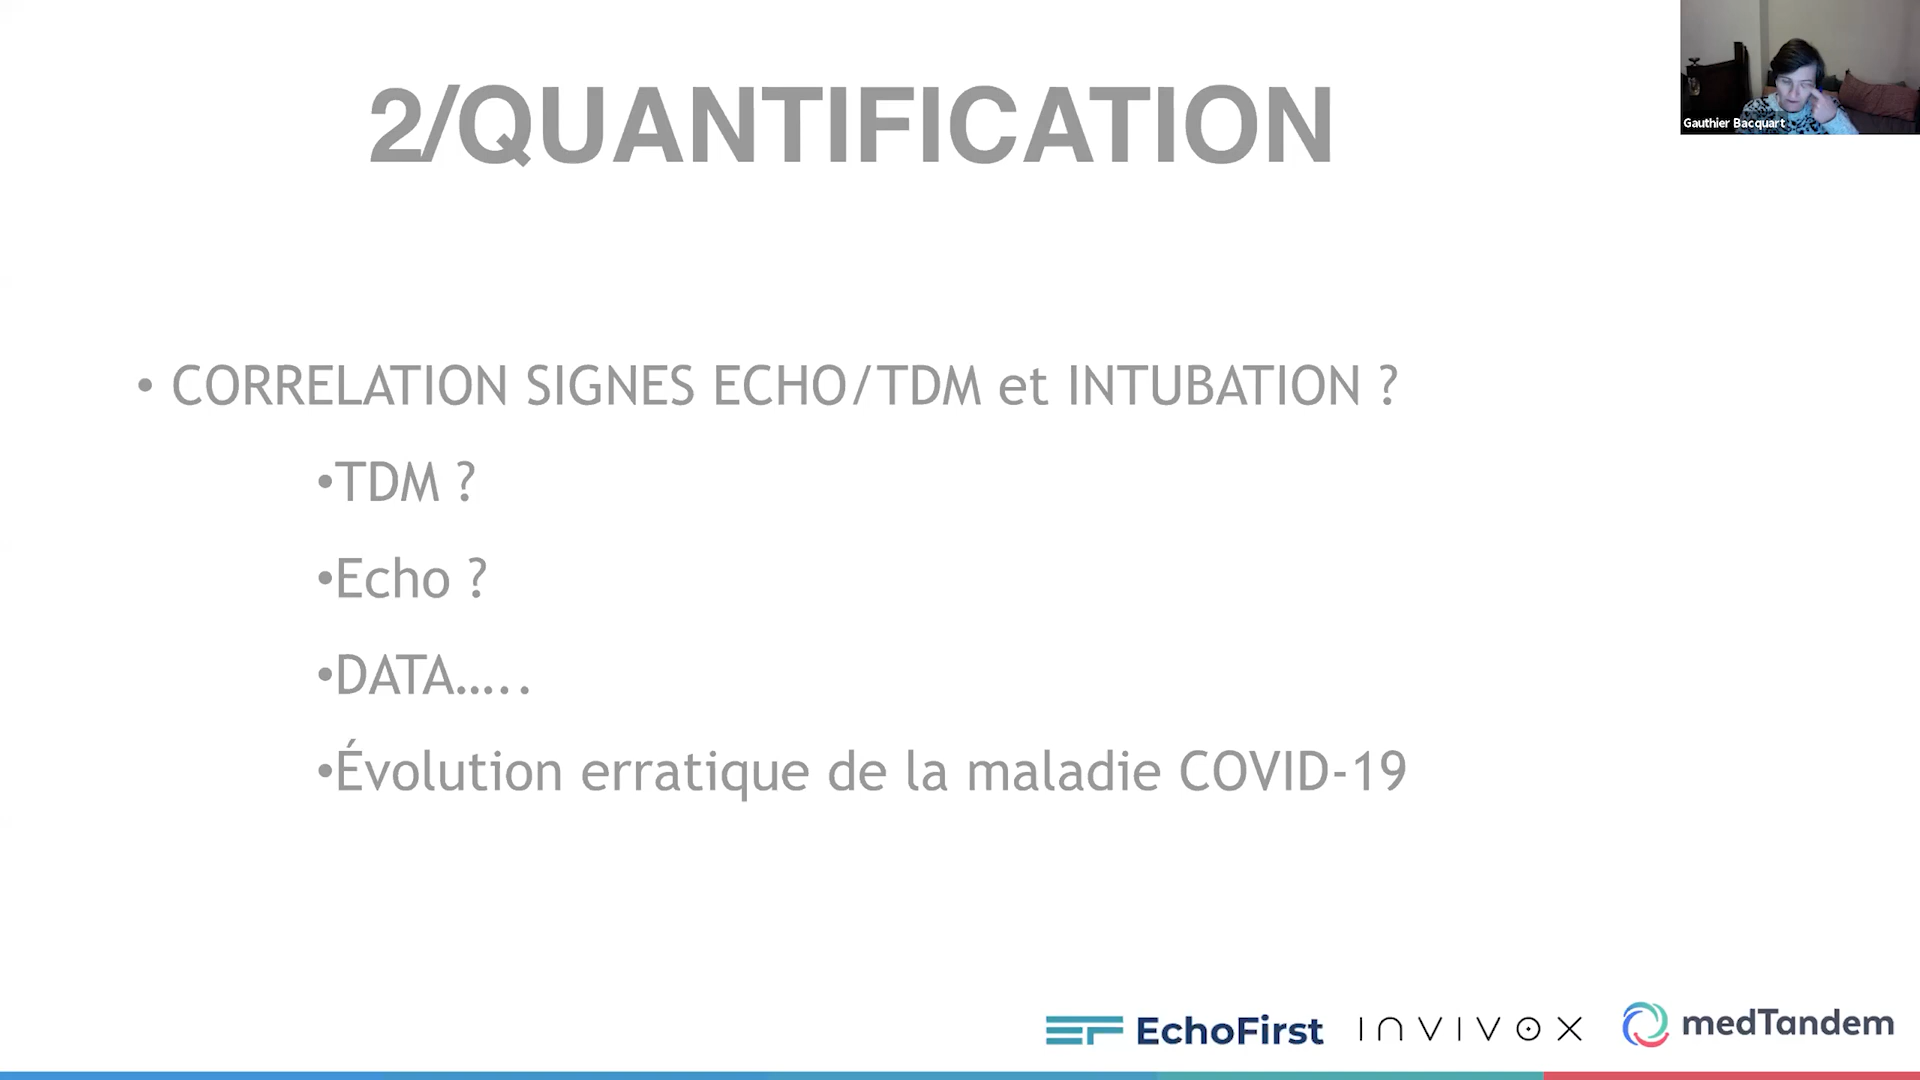 2/QUANTIFICATION
Gauthier Bacquart
• CORRELATION SIGNES ECHO/TDM et INTUBATION ?
•TDM ?
•Echo ?
•DATA.....
•Évolution erratique de la maladie COVID-19
EchoFirst
INVIVOX
medTandem